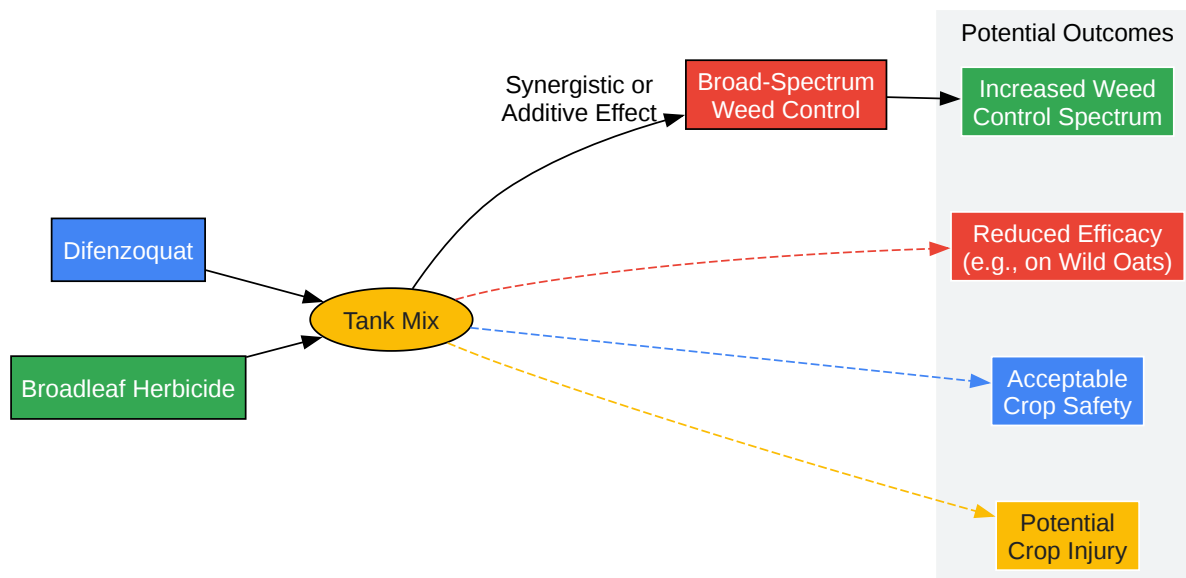 Potential Outcomes
Synergistic or
Additive Effect
Broad-Spectrum
Weed Control
Increased Weed
Control Spectrum
Difenzoquat
Reduced Efficacy
(e.g., on Wild Oats)
Tank Mix
Broadleaf Herbicide
Acceptable
Crop Safety
Potential
Crop Injury